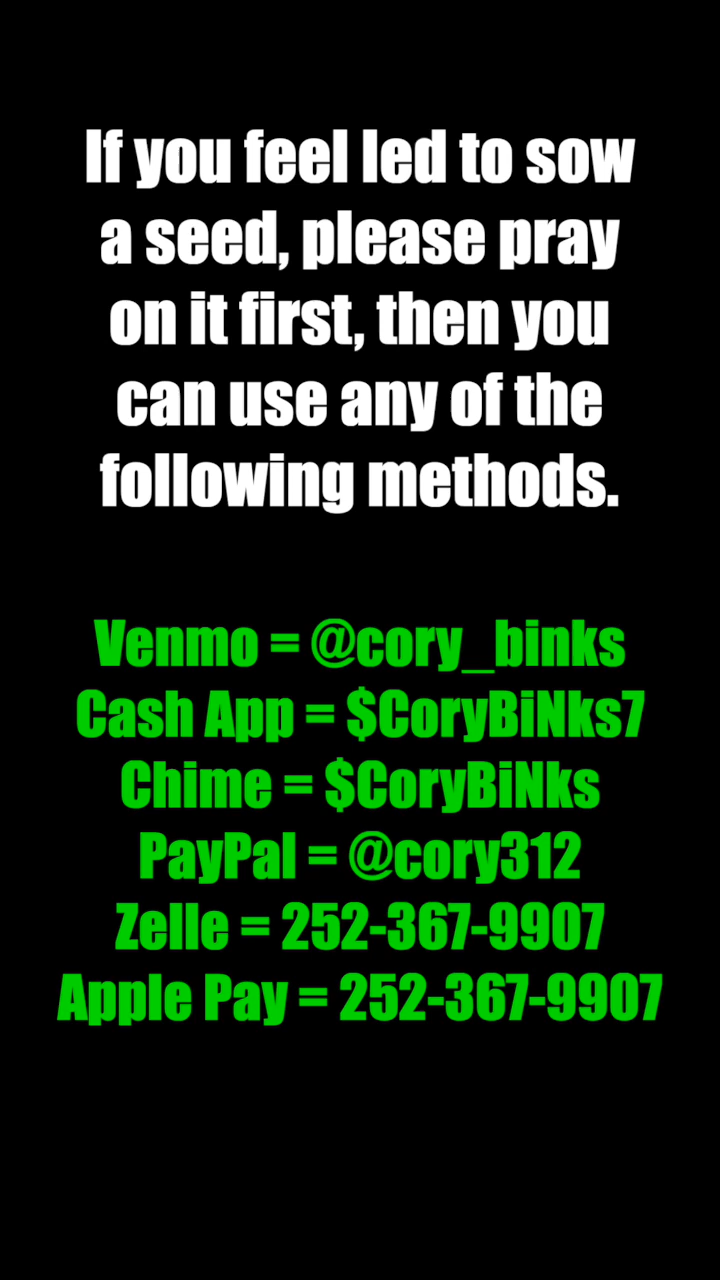 If you feel led to sow
a seed, please pray
on it first, then you
can use any of the
following methods.
Venmo = @cory_binks
Cash App = $CoryBiNks7
Chime = $CoryBiNks
PayPal = @cory312
Zelle = 252-367-9907
Apple Pay = 252-367-9907